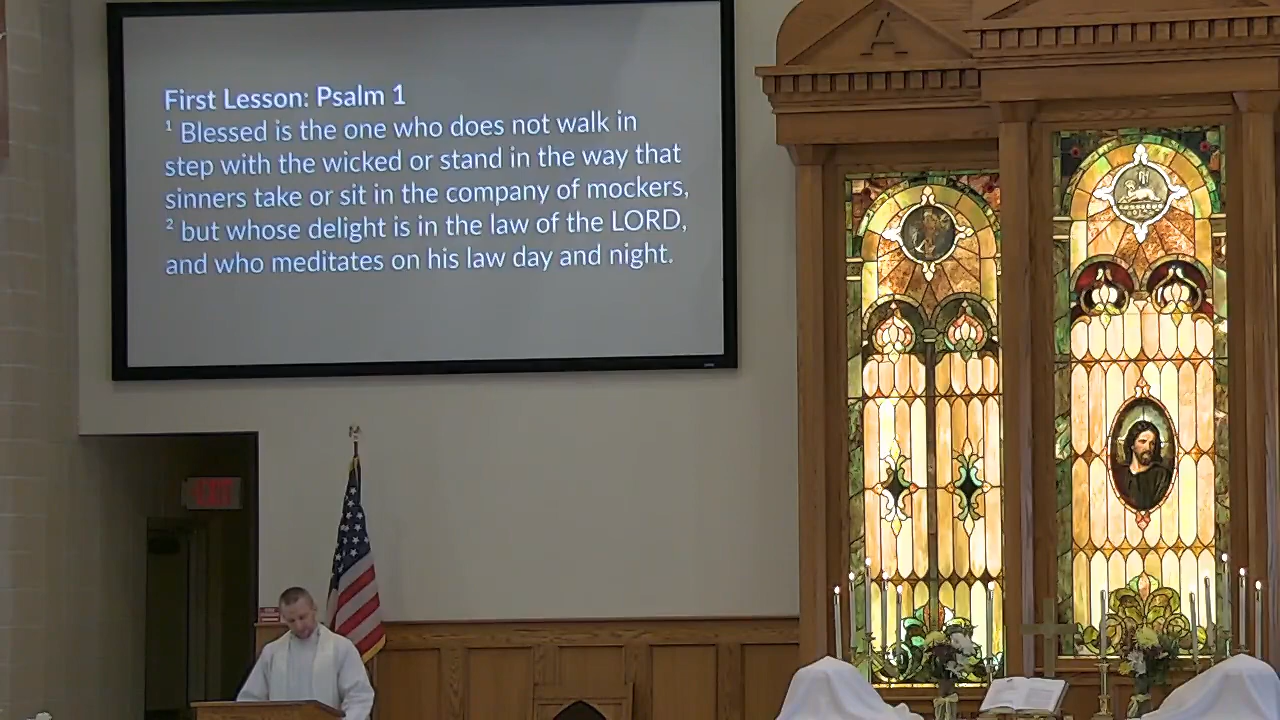 First Lesson: Psalm 1
¹ Blessed is the one who does not walk in
step with the wicked or stand in the way that
sinners take or sit in the company of mockers,
² but whose delight is in the law of the LORD,
and who meditates on his law day and night.
EXIT